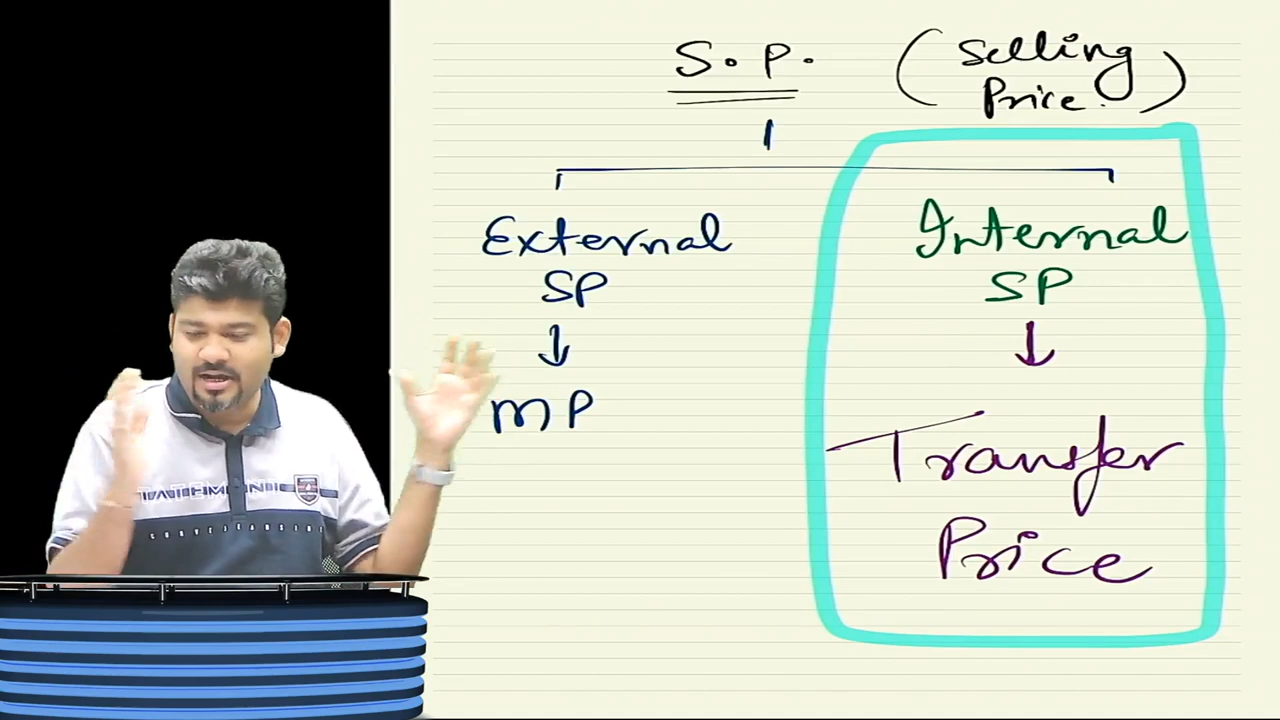 S. P. (Selling
Price.)
External
SP
↓
MP
Internal
SP
↓
Transfer
Price